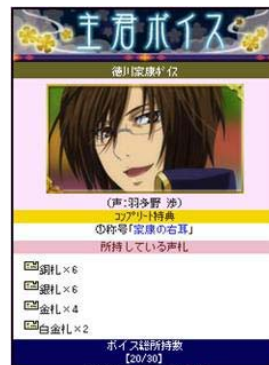 主君ボイス
徳川家康ﾎﾞｲｽ
(声:羽多野 渉)
ｺﾝﾌﾟﾘｰﾄ特典
①称号「家康の右耳」
所持している声札
銅札×6
銀札×6
金札×4
白金札×2
ボイス総所持数
【20/30】